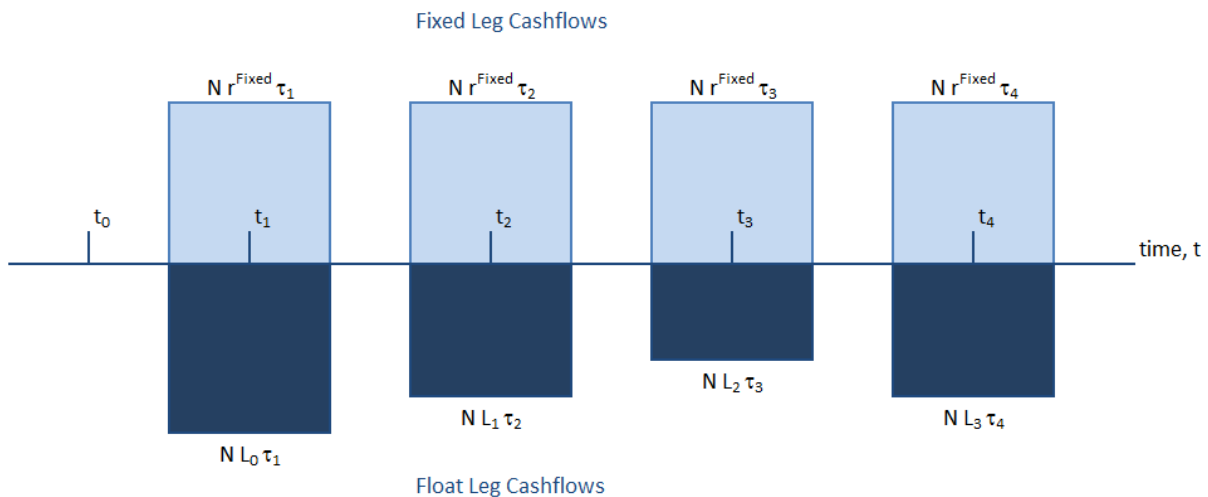 Fixed Leg Cashflows
N r^Fixed τ₁ N r^Fixed τ₂ N r^Fixed τ₃ N r^Fixed τ₄
t₀ t₁ t₂ t₃ t₄
time, t
N L₀ τ₁ N L₁ τ₂ N L₂ τ₃ N L₃ τ₄
Float Leg Cashflows